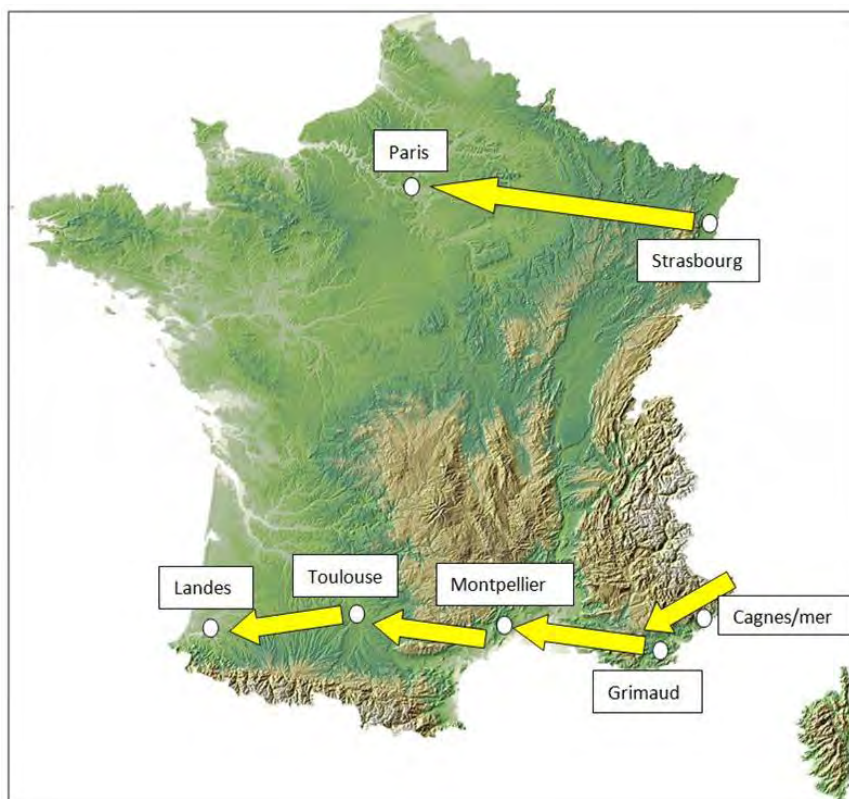 Paris
Strasbourg
Landes
Toulouse
Montpellier
Cagnes/mer
Grimaud